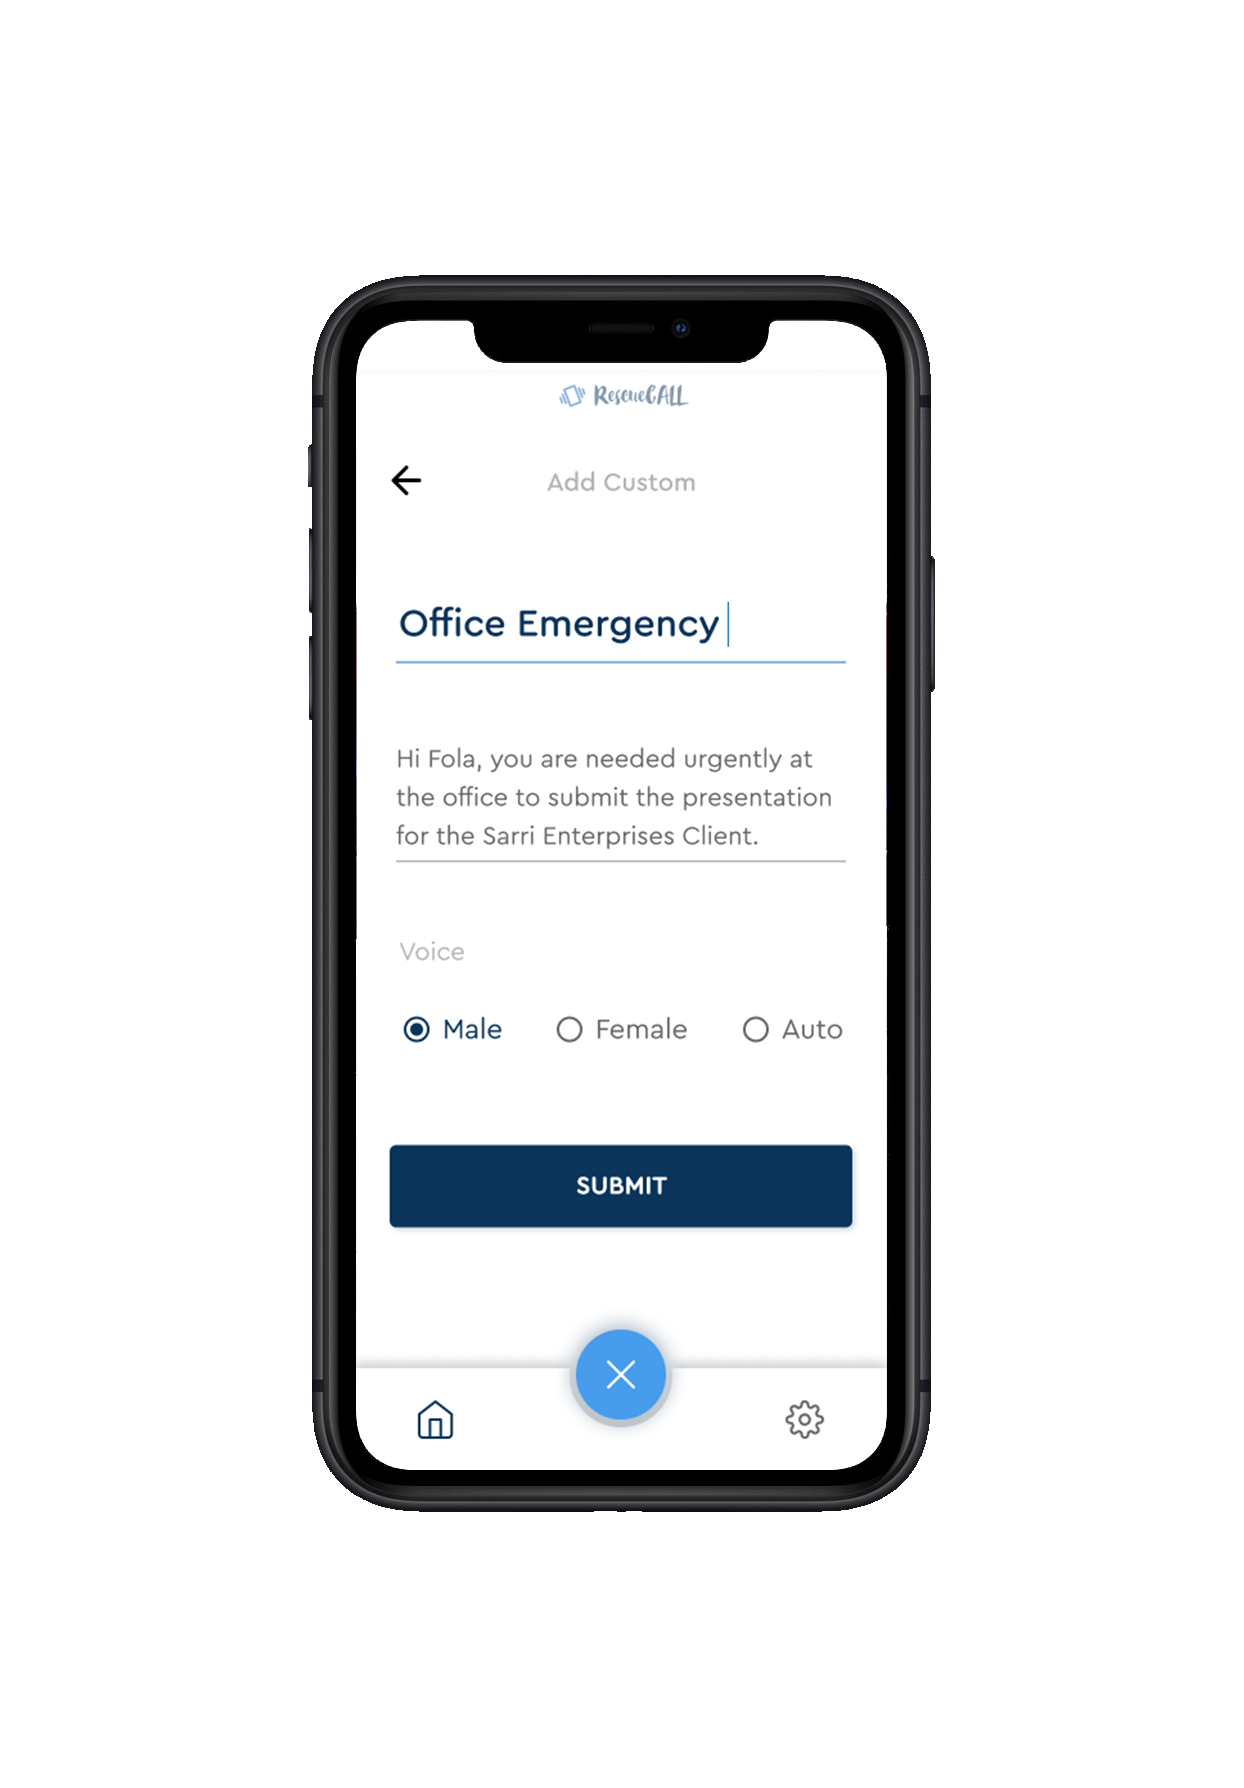 RescueCALL
Add Custom
Office Emergency
Hi Fola, you are needed urgently at
the office to submit the presentation
for the Sarri Enterprises Client.
Voice
Male Female Auto
SUBMIT